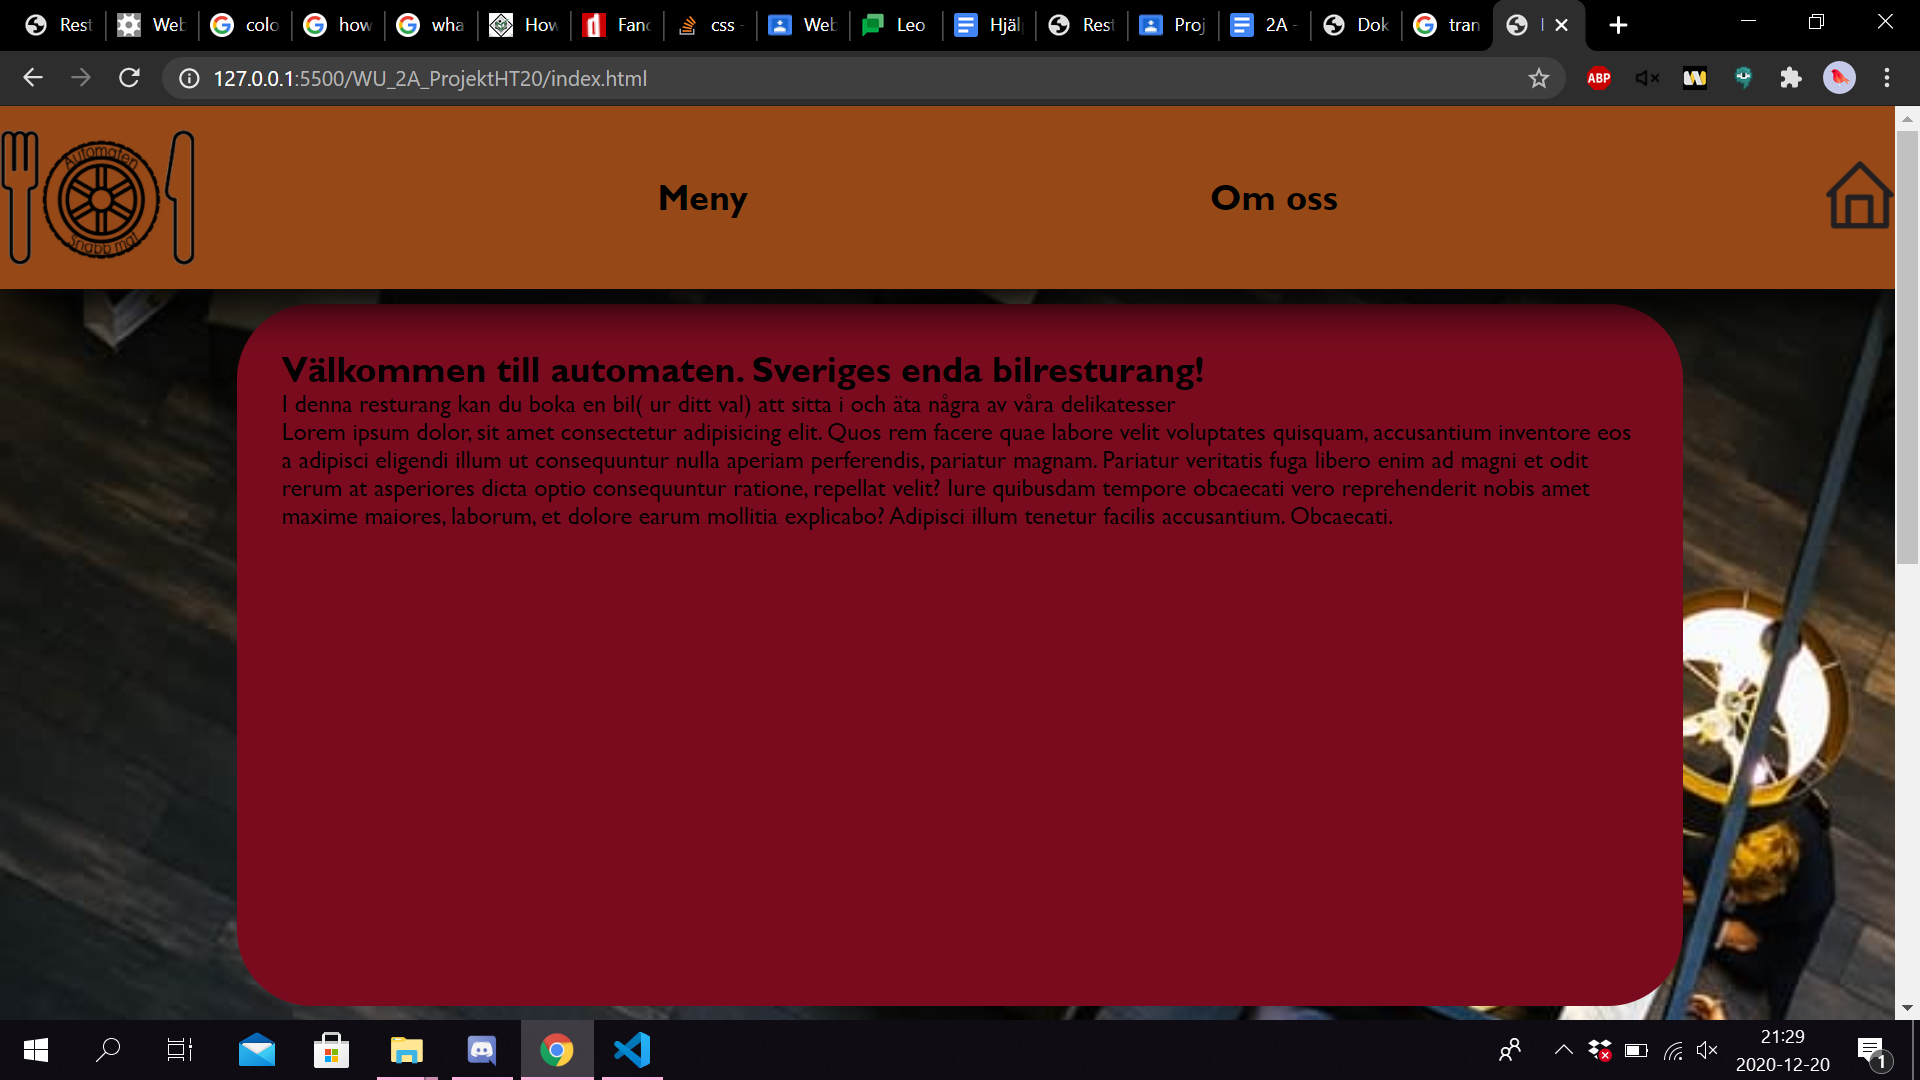 Rest
Web
colo
how
wha
How
Fanc
css -
Web
Leo
Hjäl
Rest
Proj
2A -
Dok
tran
127.0.0.1:5500/WU_2A_ProjektHT20/index.html
ABP
Automaten
Snabb mat
Meny
Om oss
Välkommen till automaten. Sveriges enda bilresturang!
I denna resturang kan du boka en bil( ur ditt val) att sitta i och äta några av våra delikatesser
Lorem ipsum dolor, sit amet consectetur adipisicing elit. Quos rem facere quae labore velit voluptates quisquam, accusantium inventore eos
a adipisci eligendi illum ut consequuntur nulla aperiam perferendis, pariatur magnam. Pariatur veritatis fuga libero enim ad magni et odit
rerum at asperiores dicta optio consequuntur ratione, repellat velit? Iure quibusdam tempore obcaecati vero reprehenderit nobis amet
maxime maiores, laborum, et dolore earum mollitia explicabo? Adipisci illum tenetur facilis accusantium. Obcaecati.
21:29
2020-12-20
1